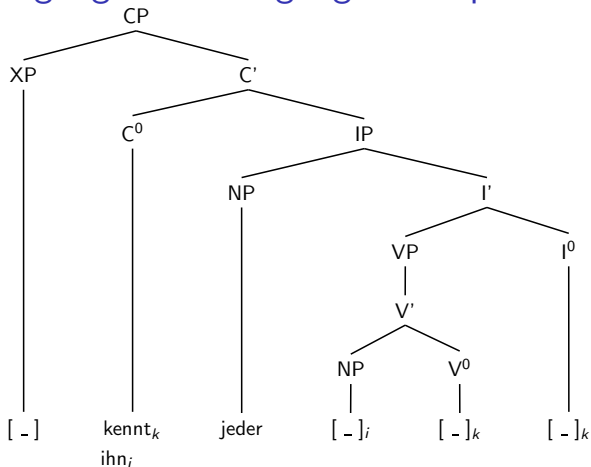 CP
XP C'
C⁰ IP
NP I'
VP I⁰
V'
NP V⁰
[ _ ] kenntₖ jeder [ _ ]ᵢ [ _ ]ₖ [ _ ]ₖ
ihnᵢ